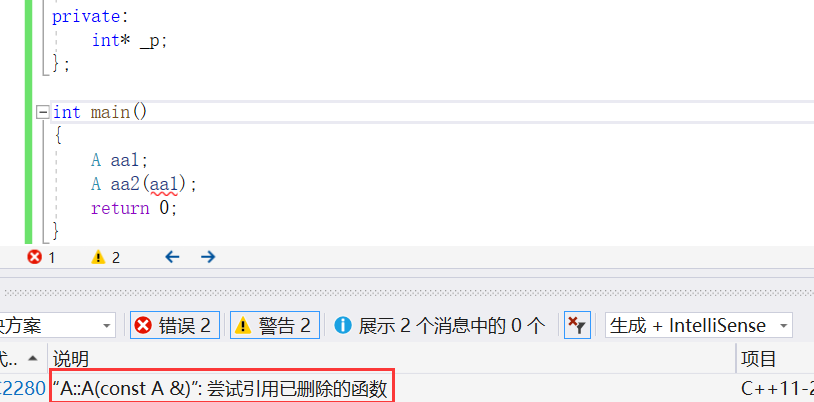 private:
int* _p;
};
int main()
{
A aa1;
A aa2(aa1);
return 0;
}
1 2
决方案 错误 2 警告 2 展示 2 个消息中的 0 个 生成 + IntelliSense
说明 项目
C2280 “A::A(const A &)”: 尝试引用已删除的函数 C++11-2